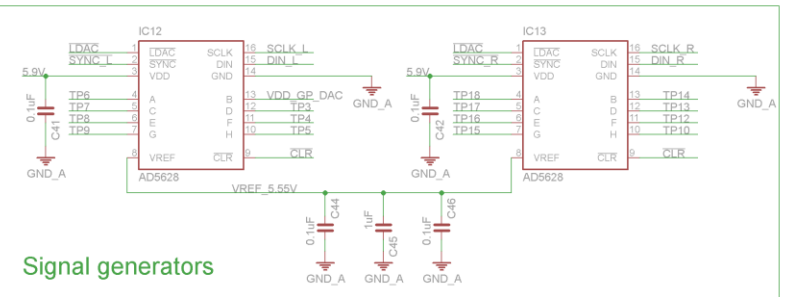 IC12
LDAC 1 LDAC SCLK 16 SCLK_L
SYNC_L 2 SYNC DIN 15 DIN_L
5.9V 3 VDD GND 14
GND_A
TP6 4 A B 13 VDD_GP_DAC
TP7 5 C D 12 TP3
TP8 6 E F 11 TP4
TP9 7 G H 10 TP5
0.1uF C41
GND_A
8 VREF CLR 9 CLR
AD5628
IC13
LDAC 1 LDAC SCLK 16 SCLK_R
SYNC_R 2 SYNC DIN 15 DIN_R
5.9V 3 VDD GND 14
GND_A
TP18 4 A B 13 TP14
TP17 5 C D 12 TP13
TP16 6 E F 11 TP12
TP15 7 G H 10 TP10
0.1uF C42
GND_A
8 VREF CLR 9 CLR
AD5628
VREF_5.55V
0.1uF C44
1uF C45
0.1uF C46
GND_A GND_A GND_A
Signal generators